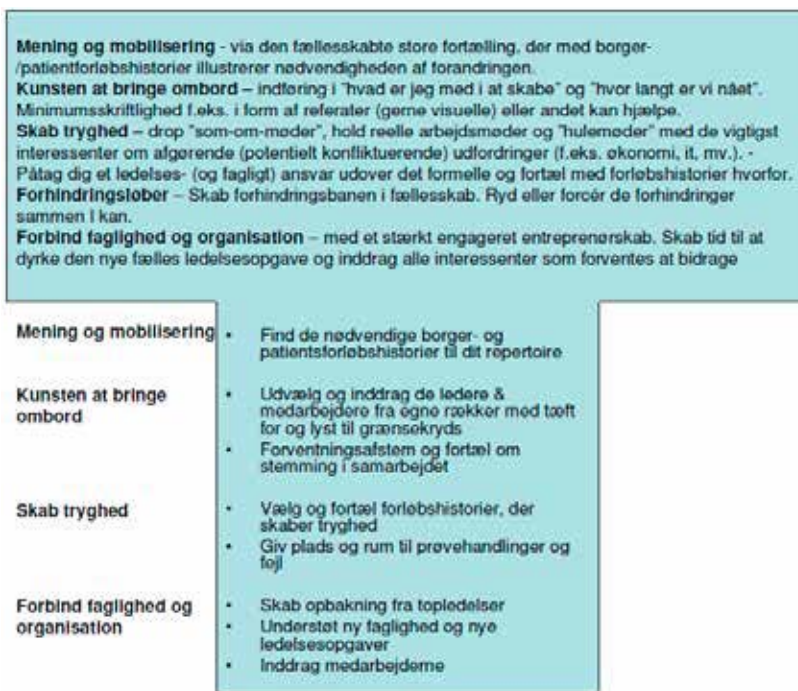 Mening og mobilisering - via den fællesskabte store fortælling, der med borger-
/patientforløbshistorier illustrerer nødvendigheden af forandringen.
Kunsten at bringe ombord – indføring i "hvad er jeg med i at skabe" og "hvor langt er vi nået".
Minimumsskriftlighed f.eks. i form af referater (gerne visuelle) eller andet kan hjælpe.
Skab tryghed – drop "som-om-møder", hold reelle arbejdsmøder og "hulemøder" med de vigtigst
interessenter om afgørende (potentielt konfliktuerende) udfordringer (f.eks. økonomi, it, mv.). -
Påtag dig et ledelses- (og fagligt) ansvar udover det formelle og fortæl med forløbshistorier hvorfor.
Forhindringsløber – Skab forhindringsbanen i fællesskab. Ryd eller forcér de forhindringer
sammen I kan.
Forbind faglighed og organisation – med et stærkt engageret entreprenørskab. Skab tid til at
dyrke den nye fælles ledelsesopgave og inddrag alle interessenter som forventes at bidrage
Mening og mobilisering
• Find de nødvendige borger- og
patientsforløbshistorier til dit repertoire
Kunsten at bringe
ombord
• Udvælg og inddrag de ledere &
medarbejdere fra egne rækker med tæft
for og lyst til grænsekryds
• Forventningsafstem og fortæl om
stemming i samarbejdet
Skab tryghed
• Vælg og fortæl forløbshistorier, der
skaber tryghed
• Giv plads og rum til prøvehandlinger og
fejl
Forbind faglighed og
organisation
• Skab opbakning fra topledelser
• Understøt ny faglighed og nye
ledelsesopgaver
• Inddrag medarbejderne